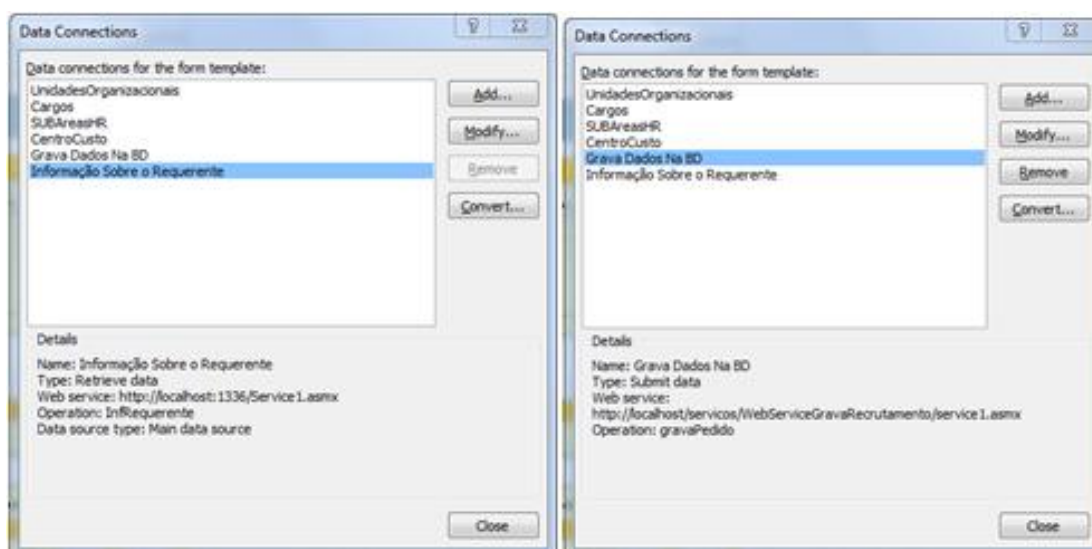 Data Connections
Data connections for the form template:
UnidadesOrganizacionais
Cargos
SUBAreasHR
CentroCusto
Grava Dados Na BD
Informação Sobre o Requerente
Add...
Modify...
Remove
Convert...
Details
Name: Informação Sobre o Requerente
Type: Retrieve data
Web service: http://localhost:1336/Service1.asmx
Operation: InfRequerente
Data source type: Main data source
Close
Data Connections
Data connections for the form template:
UnidadesOrganizacionais
Cargos
SUBAreasHR
CentroCusto
Grava Dados Na BD
Informação Sobre o Requerente
Add...
Modify...
Remove
Convert...
Details
Name: Grava Dados Na BD
Type: Submit data
Web service:
http://localhost/servicos/WebServiceGravaRecrutamento/service1.asmx
Operation: gravaPedido
Close